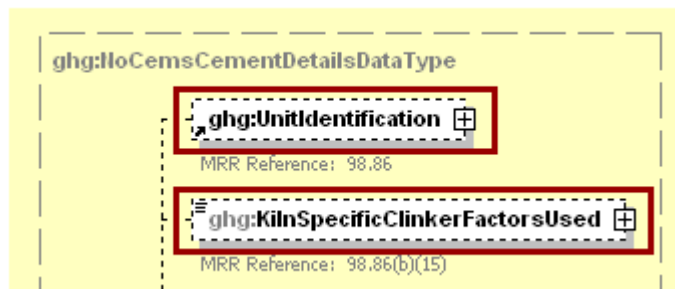 ghg:NoCemsCementDetailsDataType
ghg:UnitIdentification
MRR Reference: 98.86
ghg:KilnSpecificClinkerFactorsUsed
MRR Reference: 98.86(b)(15)